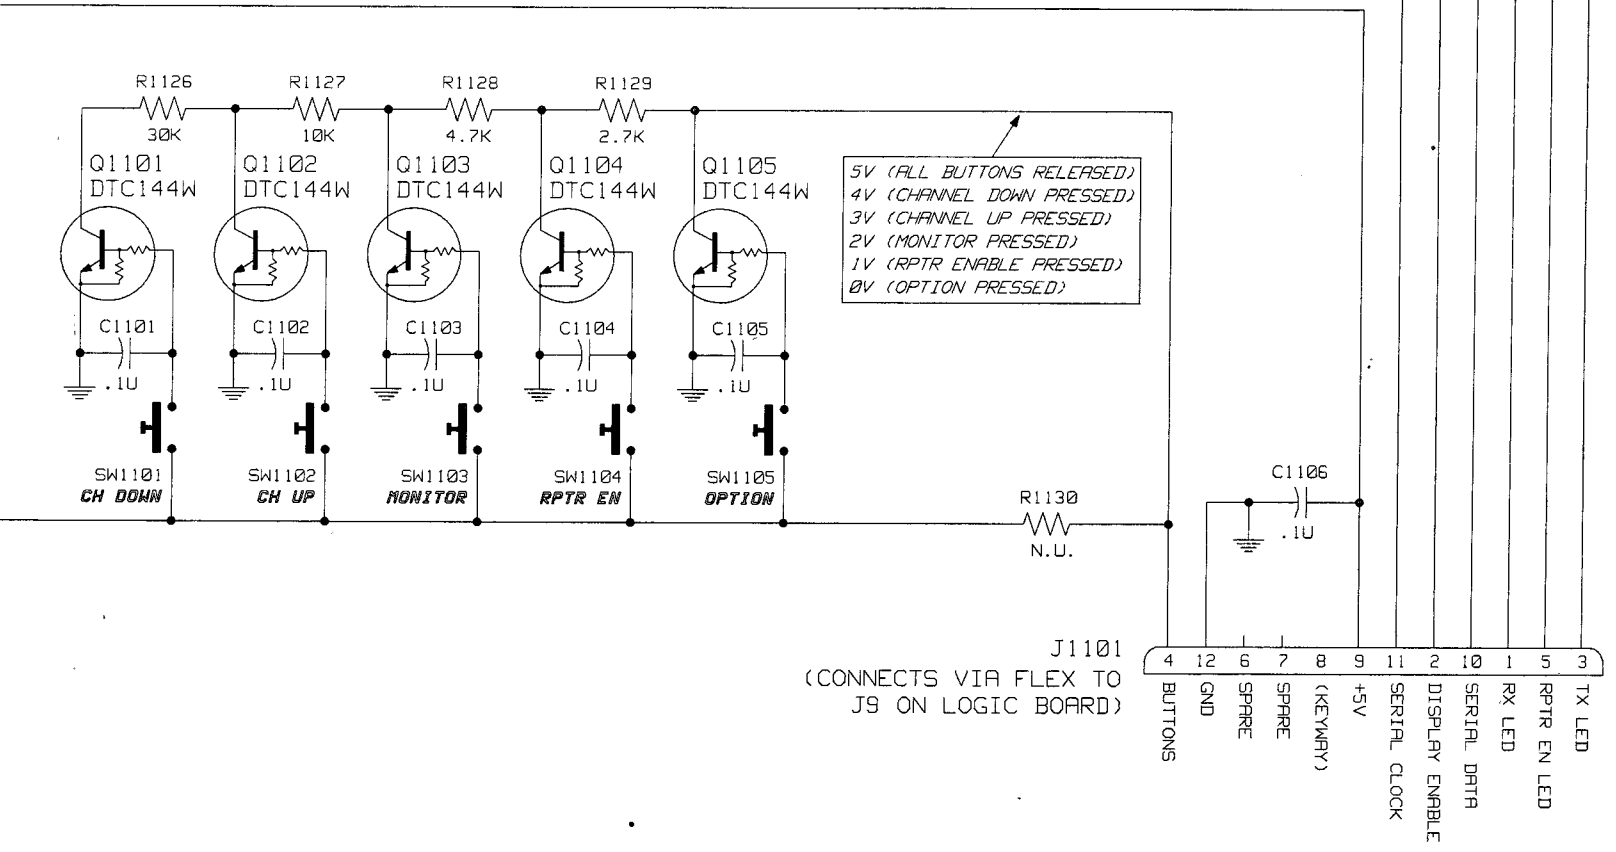 R1126
R1127
R1128
R1129
30K
10K
4.7K
2.7K
Q1101
DTC144W
Q1102
DTC144W
Q1103
DTC144W
Q1104
DTC144W
Q1105
DTC144W
5V (ALL BUTTONS RELEASED)
4V (CHANNEL DOWN PRESSED)
3V (CHANNEL UP PRESSED)
2V (MONITOR PRESSED)
1V (RPTR ENABLE PRESSED)
0V (OPTION PRESSED)
C1101
C1102
C1103
C1104
C1105
.1U
.1U
.1U
.1U
.1U
SW1101
CH DOWN
SW1102
CH UP
SW1103
MONITOR
SW1104
RPTR EN
SW1105
OPTION
C1106
.1U
R1130
N.U.
J1101
(CONNECTS VIA FLEX TO
J9 ON LOGIC BOARD)
4 12 6 7 8 9 11 2 10 1 5 3
BUTTONS
GND
SPARE
SPARE
(KEYWAY)
+5V
SERIAL CLOCK
DISPLAY ENABLE
SERIAL DATA
RX LED
RPTR EN LED
TX LED